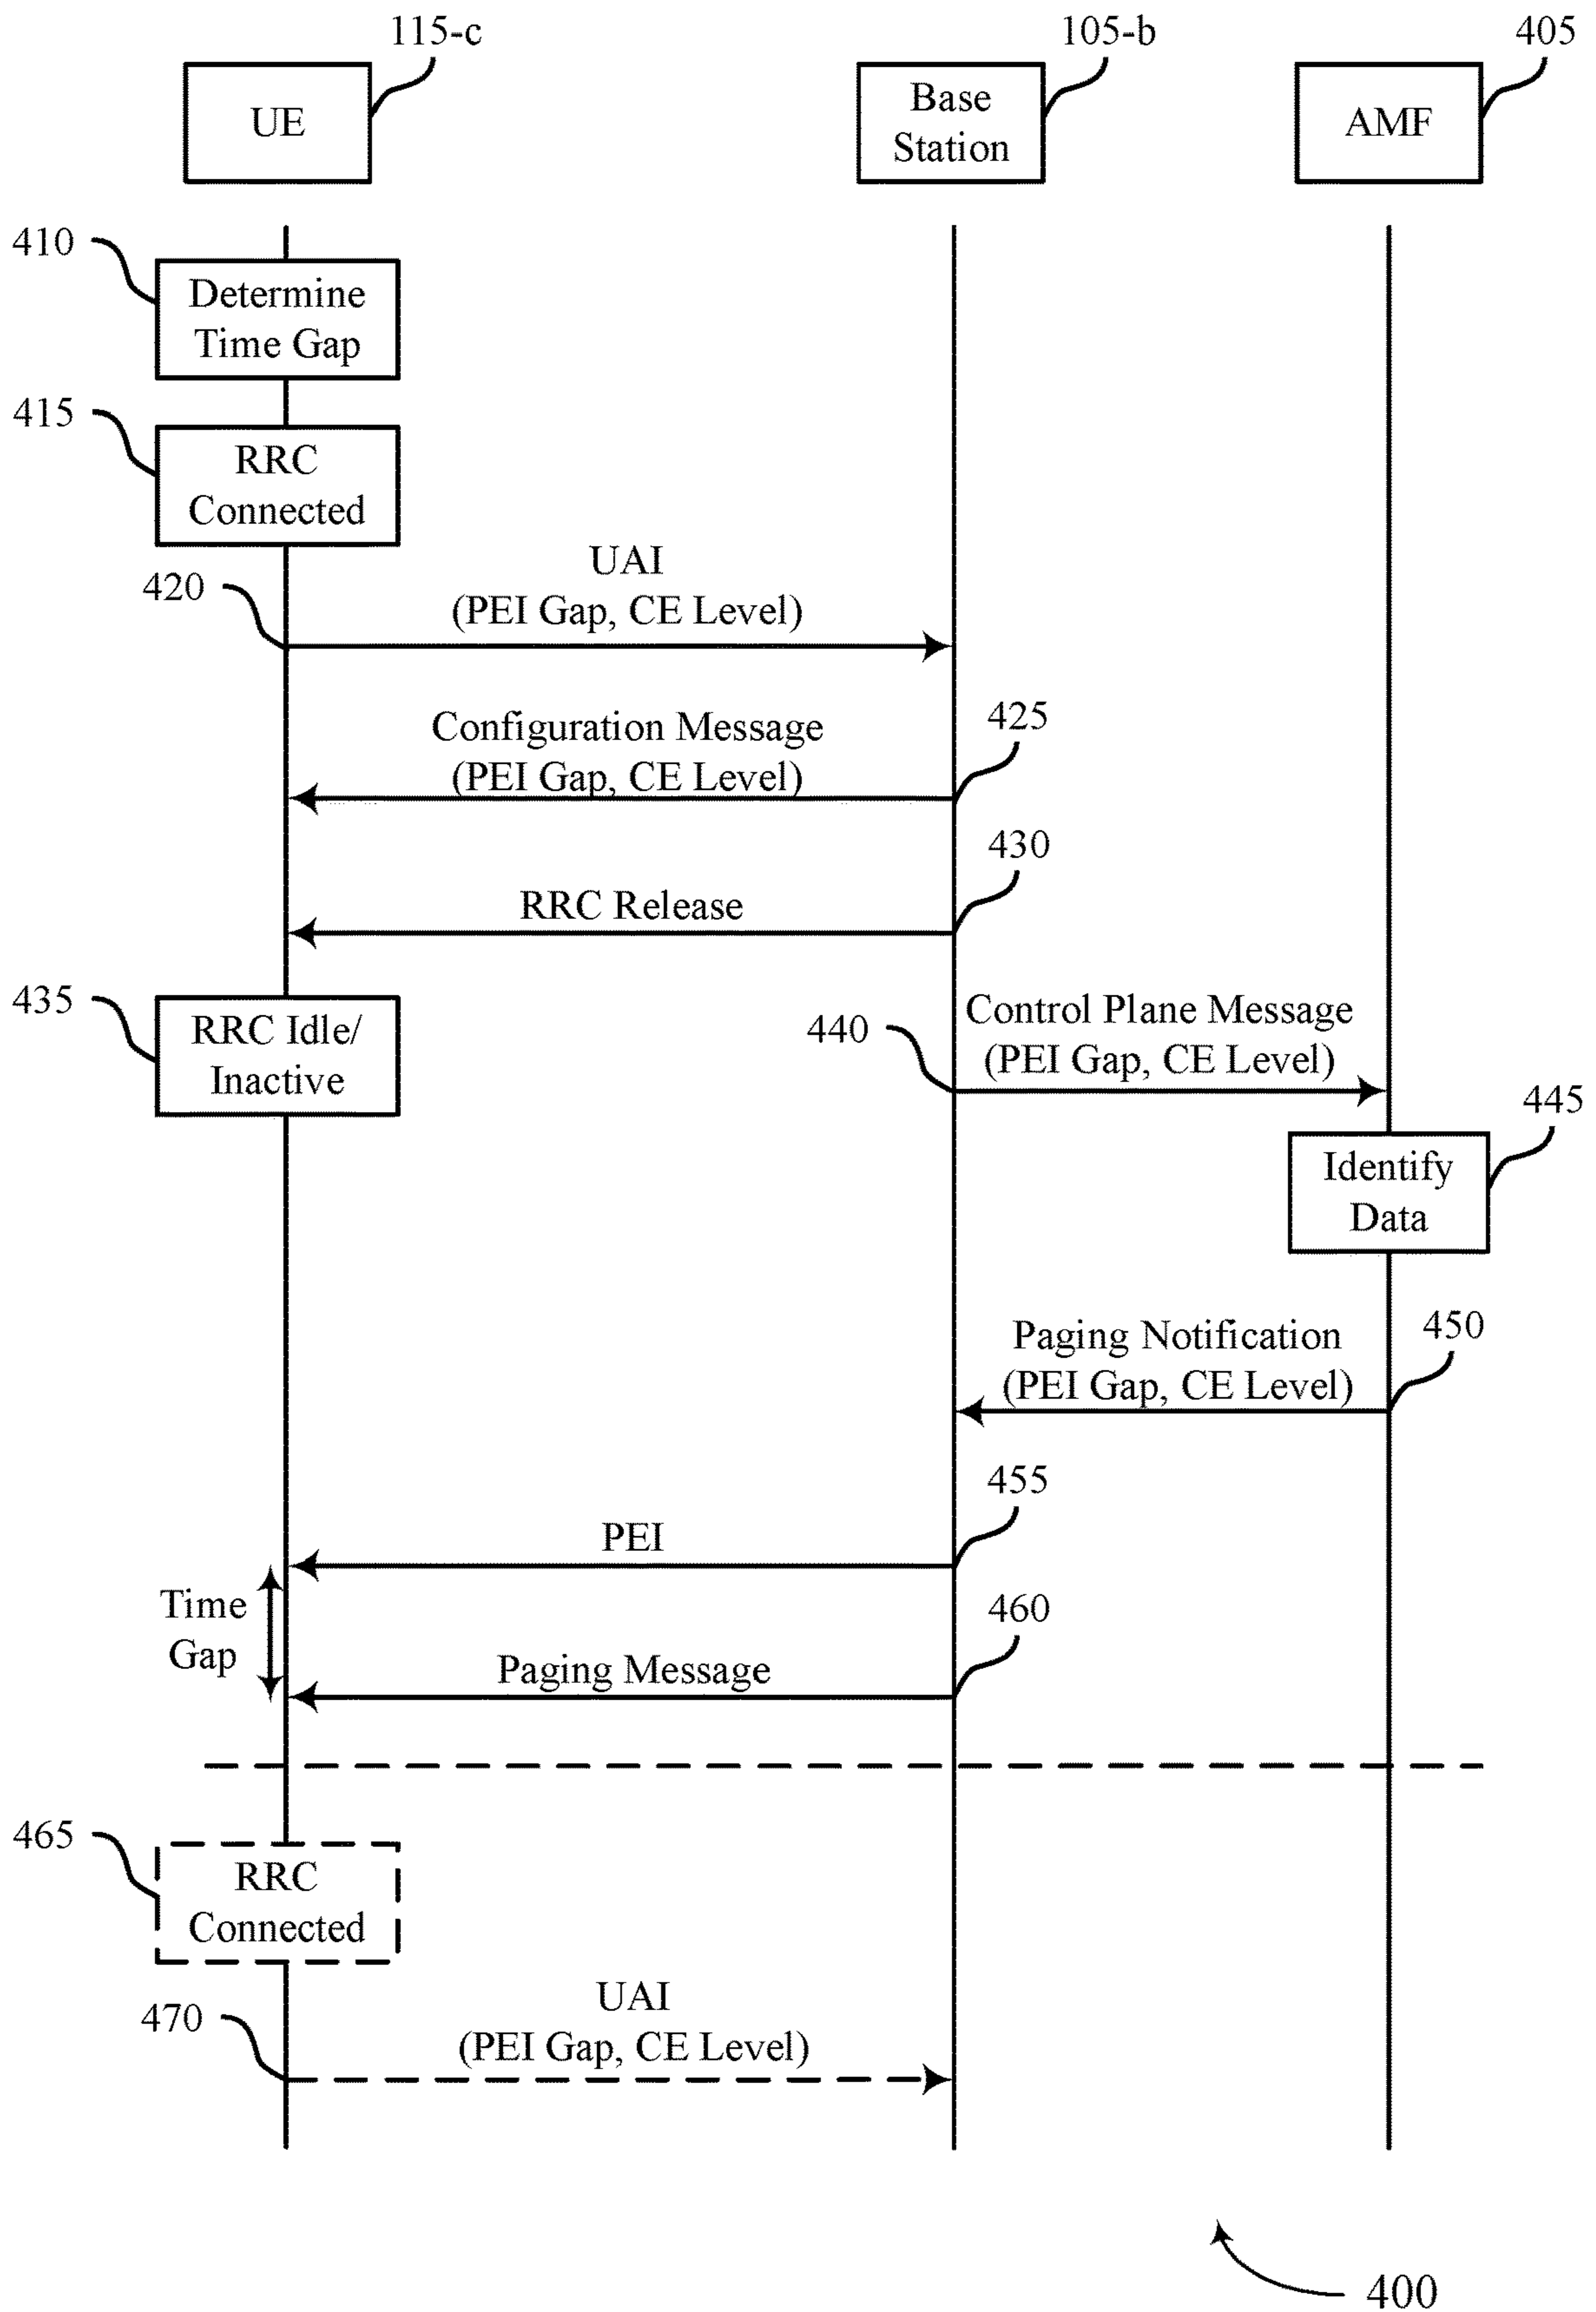 115-c
105-b
405
UE
Base
Station
AMF
410
Determine
Time Gap
415
RRC
Connected
420
UAI
(PEI Gap, CE Level)
Configuration Message
(PEI Gap, CE Level)
425
430
RRC Release
435
RRC Idle/
Inactive
440
Control Plane Message
(PEI Gap, CE Level)
445
Identify
Data
Paging Notification
(PEI Gap, CE Level)
450
455
PEI
Time
Gap
460
Paging Message
465
RRC
Connected
470
UAI
(PEI Gap, CE Level)
400